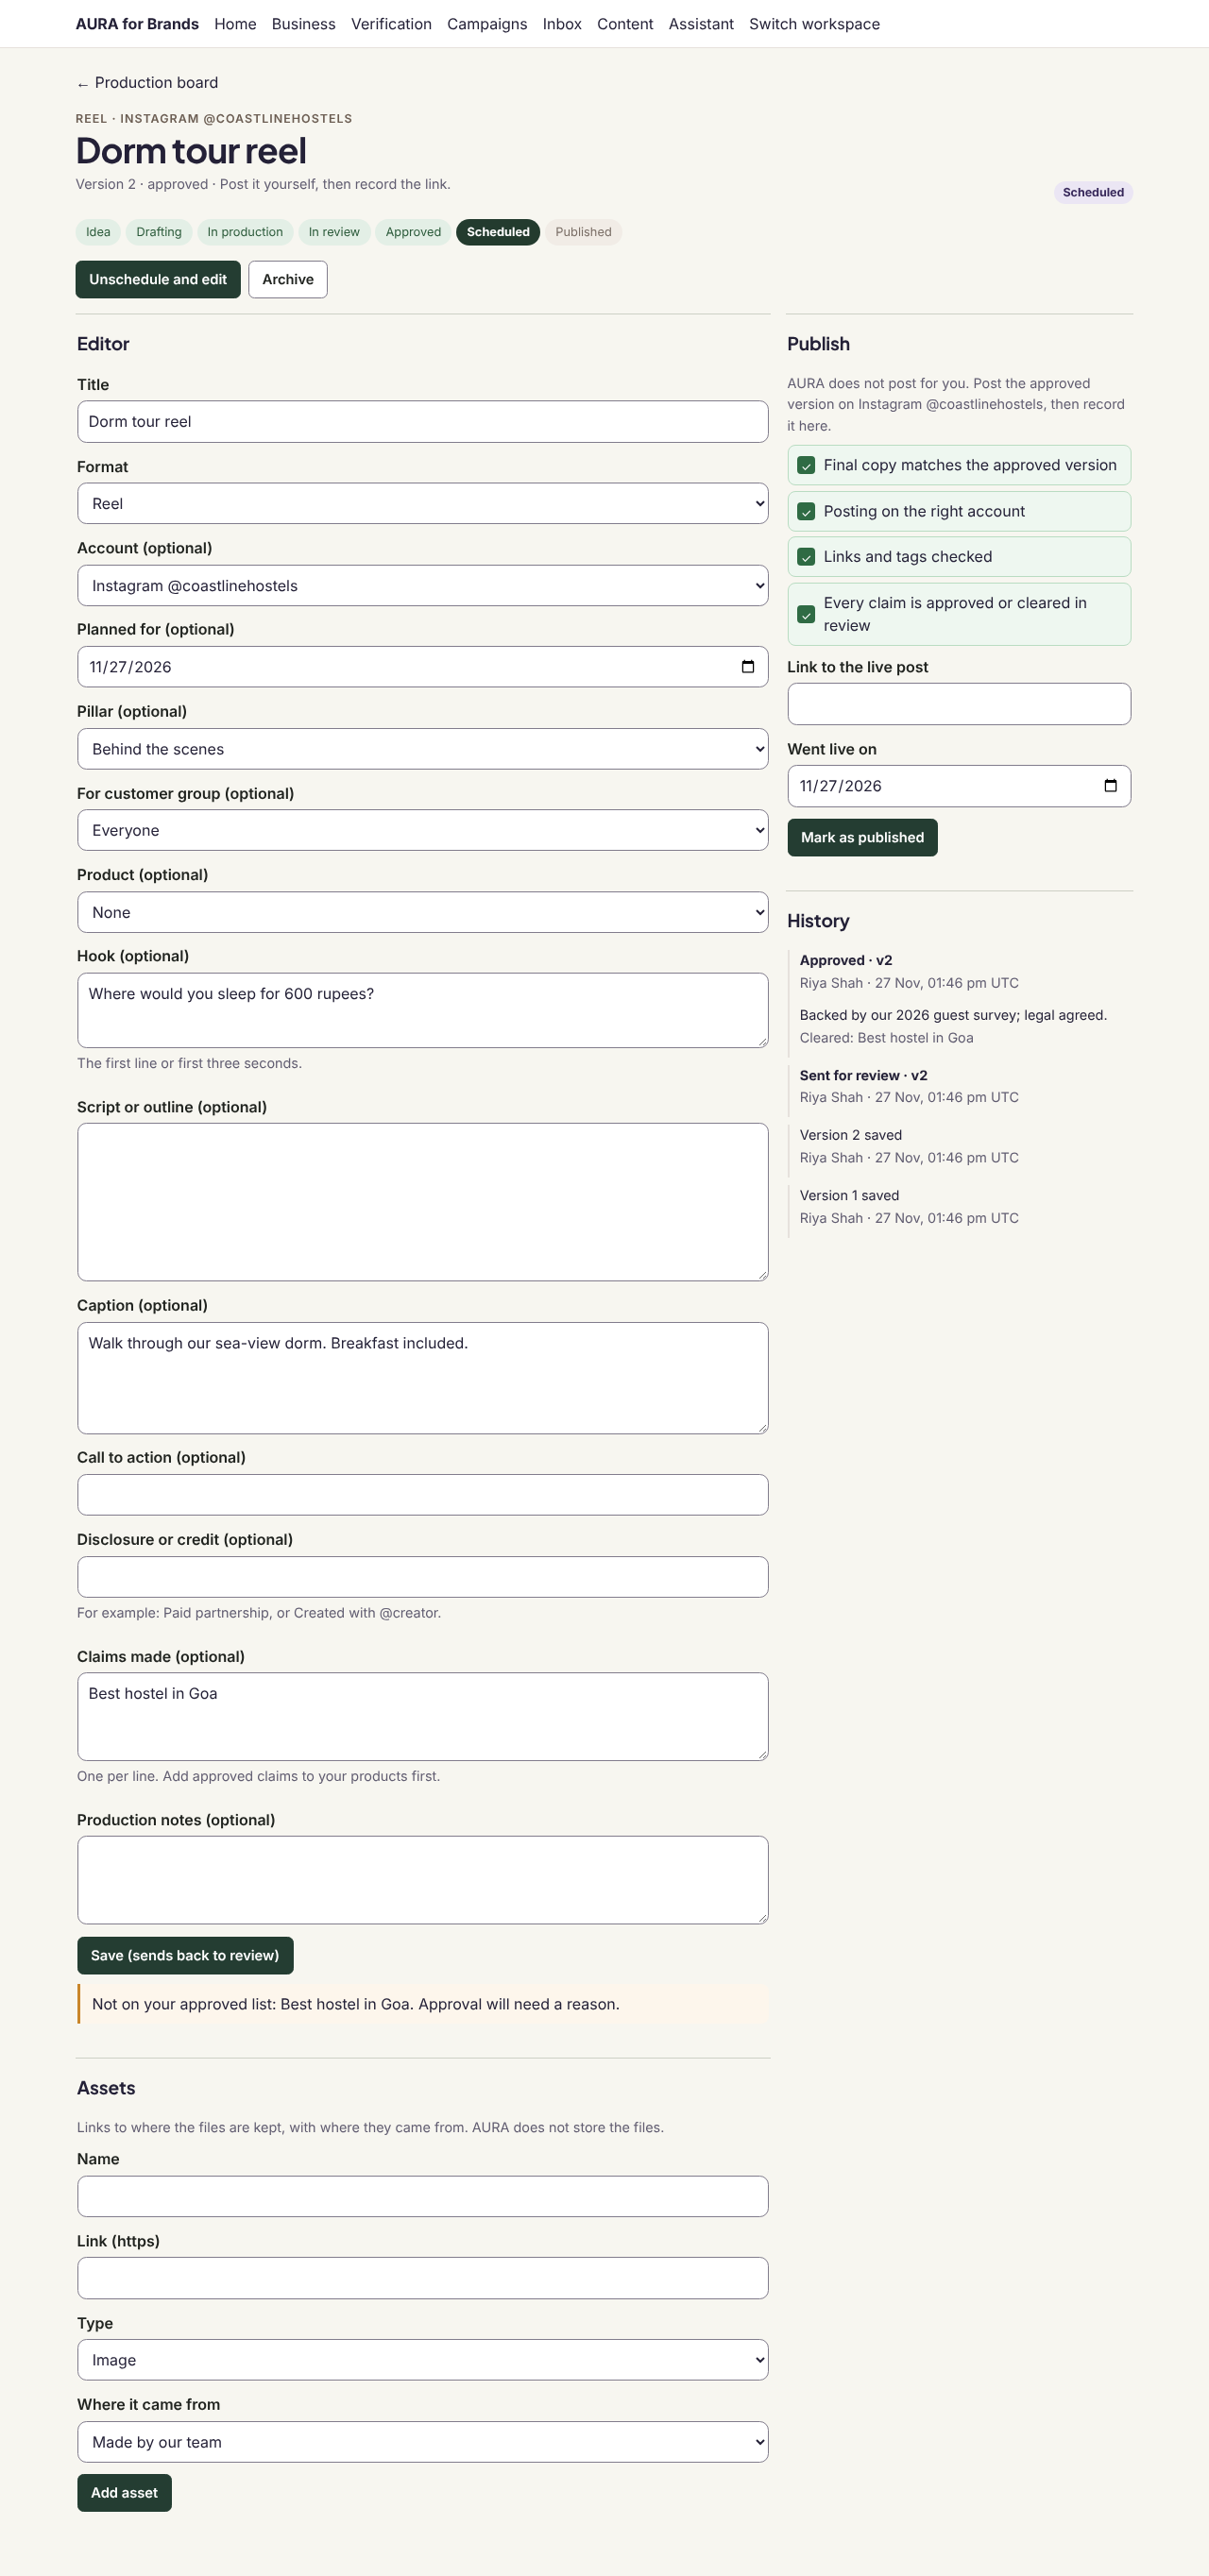 AURA for Brands Home Business Verification Campaigns Inbox Content Assistant Switch workspace
← Production board
REEL · INSTAGRAM @COASTLINEHOSTELS
Dorm tour reel
Version 2 · approved · Post it yourself, then record the link.
Scheduled
Idea Drafting In production In review Approved Scheduled Published
Unschedule and edit Archive
Editor
Title
Dorm tour reel
Format
Reel
Account (optional)
Instagram @coastlinehostels
Planned for (optional)
11/27/2026
Pillar (optional)
Behind the scenes
For customer group (optional)
Everyone
Product (optional)
None
Hook (optional)
Where would you sleep for 600 rupees?
The first line or first three seconds.
Script or outline (optional)
Caption (optional)
Walk through our sea-view dorm. Breakfast included.
Call to action (optional)
Disclosure or credit (optional)
For example: Paid partnership, or Created with @creator.
Claims made (optional)
Best hostel in Goa
One per line. Add approved claims to your products first.
Production notes (optional)
Save (sends back to review)
Not on your approved list: Best hostel in Goa. Approval will need a reason.
Assets
Links to where the files are kept, with where they came from. AURA does not store the files.
Name
Link (https)
Type
Image
Where it came from
Made by our team
Add asset
Publish
AURA does not post for you. Post the approved
version on Instagram @coastlinehostels, then record
it here.
Final copy matches the approved version
Posting on the right account
Links and tags checked
Every claim is approved or cleared in
review
Link to the live post
Went live on
11/27/2026
Mark as published
History
Approved · v2
Riya Shah · 27 Nov, 01:46 pm UTC
Backed by our 2026 guest survey; legal agreed.
Cleared: Best hostel in Goa
Sent for review · v2
Riya Shah · 27 Nov, 01:46 pm UTC
Version 2 saved
Riya Shah · 27 Nov, 01:46 pm UTC
Version 1 saved
Riya Shah · 27 Nov, 01:46 pm UTC